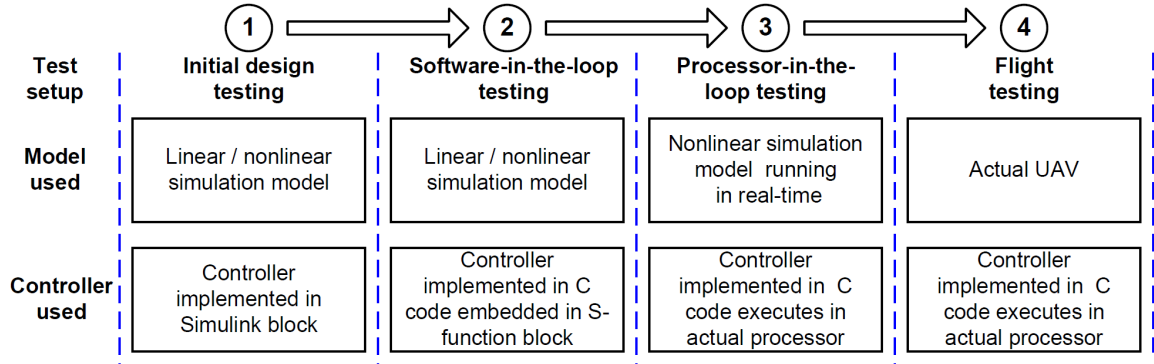 1
2
3
4
Test
setup
Initial design
testing
Software-in-the-loop
testing
Processor-in-the-
loop testing
Flight
testing
Model
used
Linear / nonlinear
simulation model
Linear / nonlinear
simulation model
Nonlinear simulation
model running
in real-time
Actual UAV
Controller
used
Controller
implemented in
Simulink block
Controller
implemented in C
code embedded in S-
function block
Controller
implemented in C
code executes in
actual processor
Controller
implemented in C
code executes in
actual processor